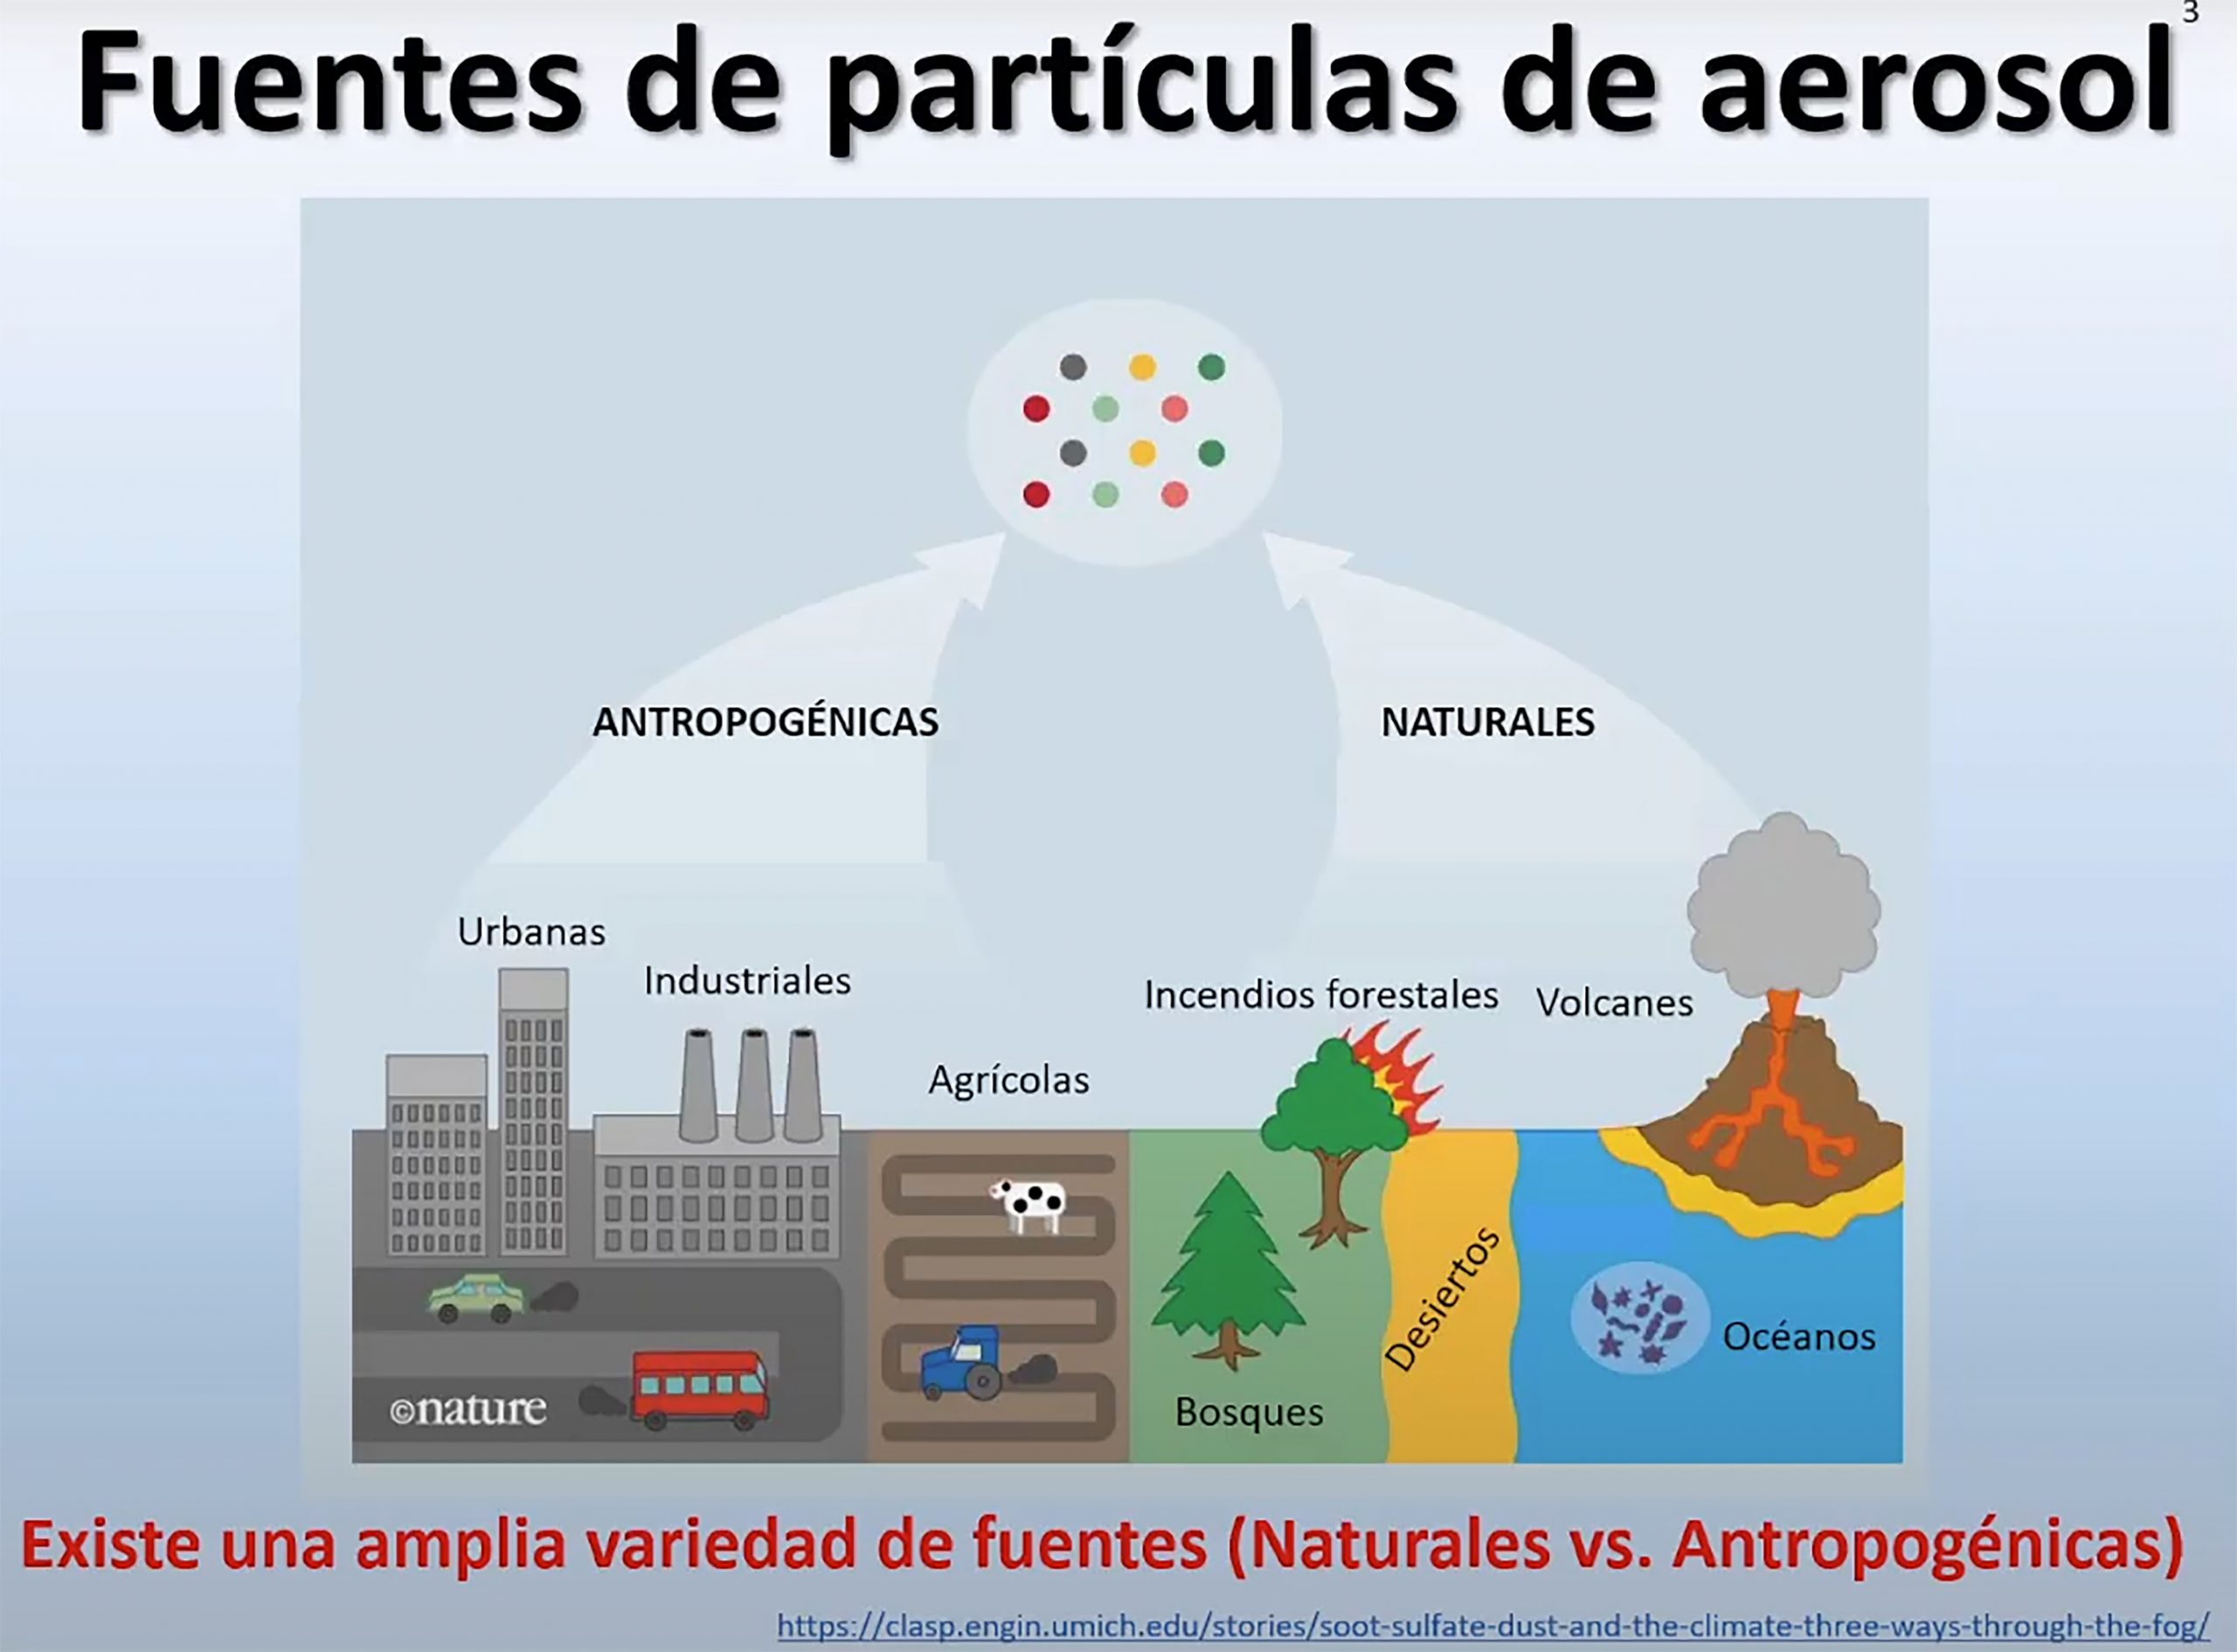 3
Fuentes de partículas de aerosol
ANTROPOGÉNICAS
NATURALES
Urbanas
Industriales
Agrícolas
Incendios forestales
Volcanes
Desiertos
Océanos
Bosques
©nature
Existe una amplia variedad de fuentes (Naturales vs. Antropogénicas)
https://clasp.engin.umich.edu/stories/soot-sulfate-dust-and-the-climate-three-ways-through-the-fog/